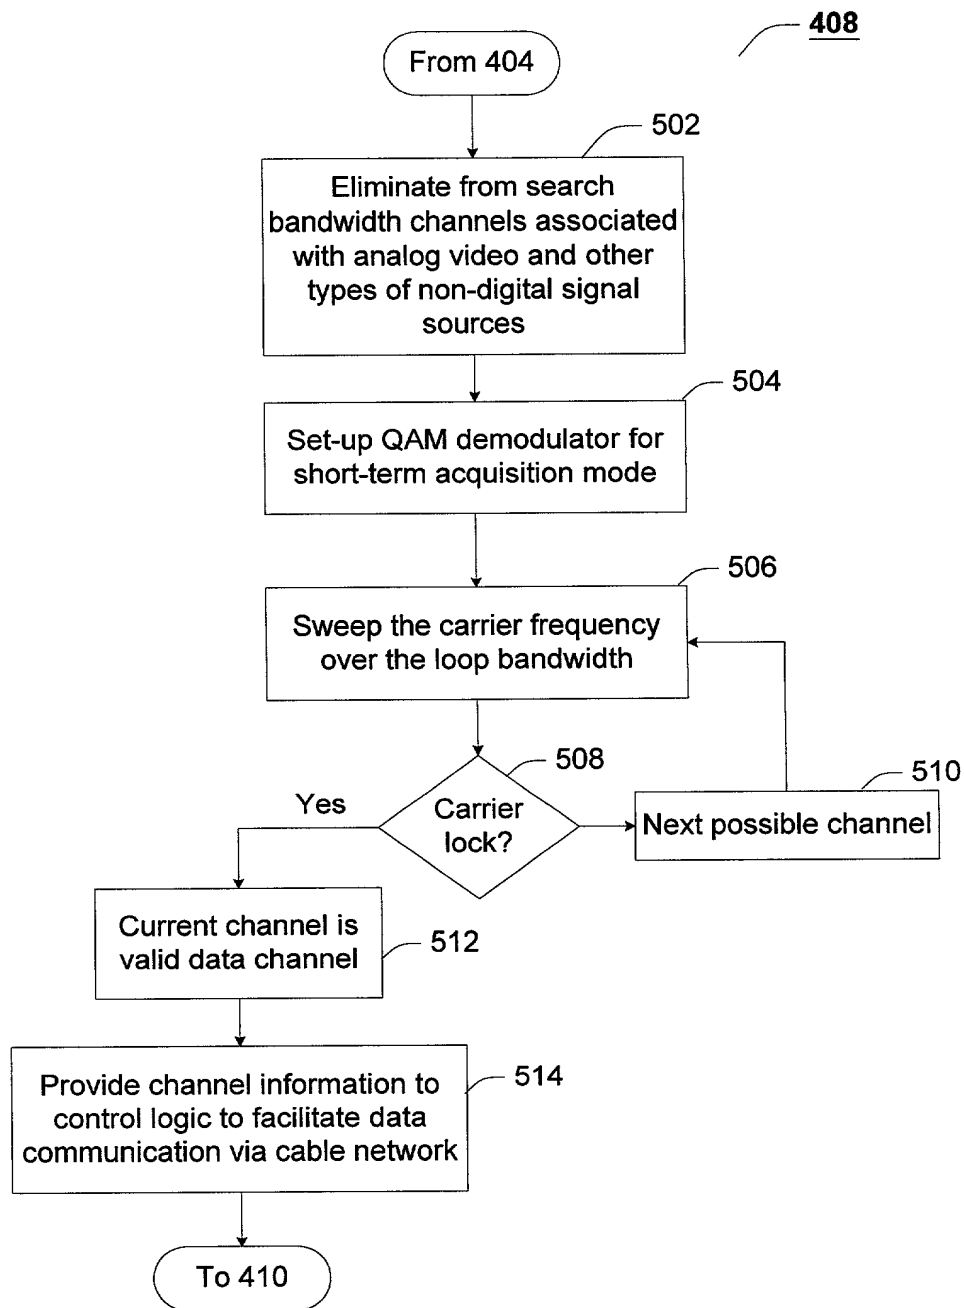 408
From 404
502
Eliminate from search
bandwidth channels associated
with analog video and other
types of non-digital signal
sources
504
Set-up QAM demodulator for
short-term acquisition mode
506
Sweep the carrier frequency
over the loop bandwidth
508
Yes
Carrier
lock?
510
Next possible channel
Current channel is
valid data channel
512
Provide channel information to
control logic to facilitate data
communication via cable network
514
To 410